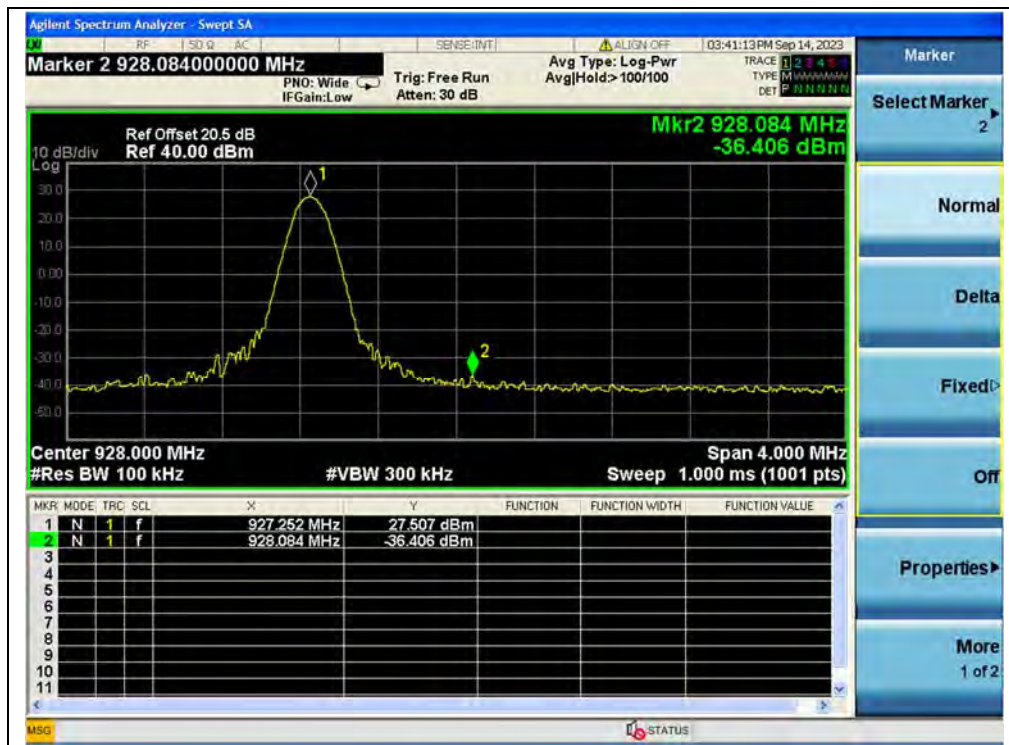 Agilent Spectrum Analyzer - Swept SA
RF 50 Ω AC SENSE:INT ALIGN OFF 03:41:13 PM Sep 14, 2023
Marker 2 928.084000000 MHz
PNO: Wide
IFGain:Low
Trig: Free Run
Atten: 30 dB
Avg Type: Log-Pwr
Avg|Hold:>100/100
TRACE 1 2 3 4 5 6
TYPE M
DET P N N N N N
Ref Offset 20.5 dB
10 dB/div Ref 40.00 dBm
Log
Mkr2 928.084 MHz
-36.406 dBm
30.0
20.0
10.0
0.00
-10.0
-20.0
-30.0
-40.0
-50.0
1
2
Center 928.000 MHz Span 4.000 MHz
#Res BW 100 kHz #VBW 300 kHz Sweep 1.000 ms (1001 pts)
MKR MODE TRC SCL X Y FUNCTION FUNCTION WIDTH FUNCTION VALUE
1 N 1 f 927.252 MHz 27.507 dBm
2 N 1 f 928.084 MHz -36.406 dBm
3
4
5
6
7
8
9
10
11
MSG STATUS
Marker
Select Marker
2
Normal
Delta
Fixed
Off
Properties
More
1 of 2